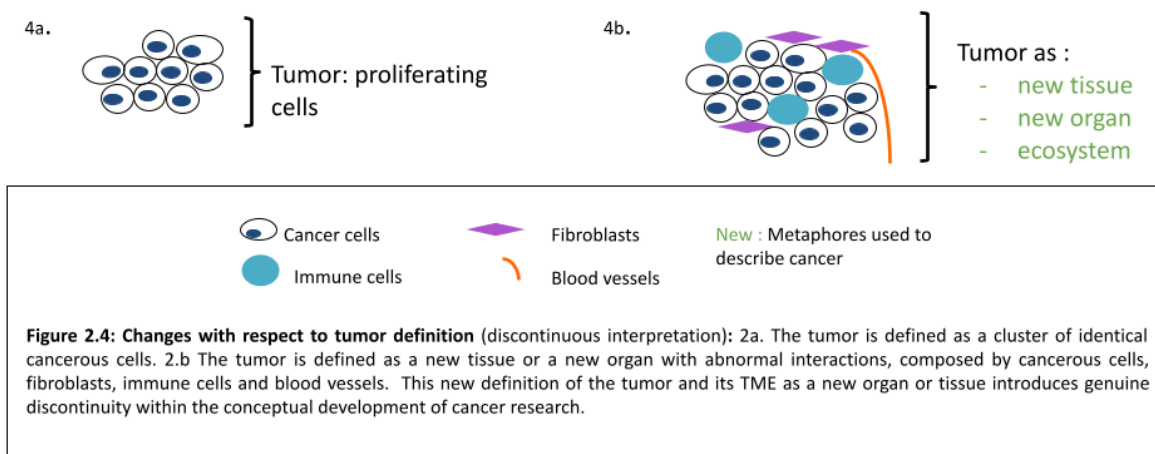 4a.
Tumor: proliferating
cells
4b.
Tumor as :
- new tissue
- new organ
- ecosystem
Cancer cells
Immune cells
Fibroblasts
Blood vessels
New : Metaphores used to
describe cancer
Figure 2.4: Changes with respect to tumor definition (discontinuous interpretation): 2a. The tumor is defined as a cluster of identical
cancerous cells. 2.b The tumor is defined as a new tissue or a new organ with abnormal interactions, composed by cancerous cells,
fibroblasts, immune cells and blood vessels. This new definition of the tumor and its TME as a new organ or tissue introduces genuine
discontinuity within the conceptual development of cancer research.